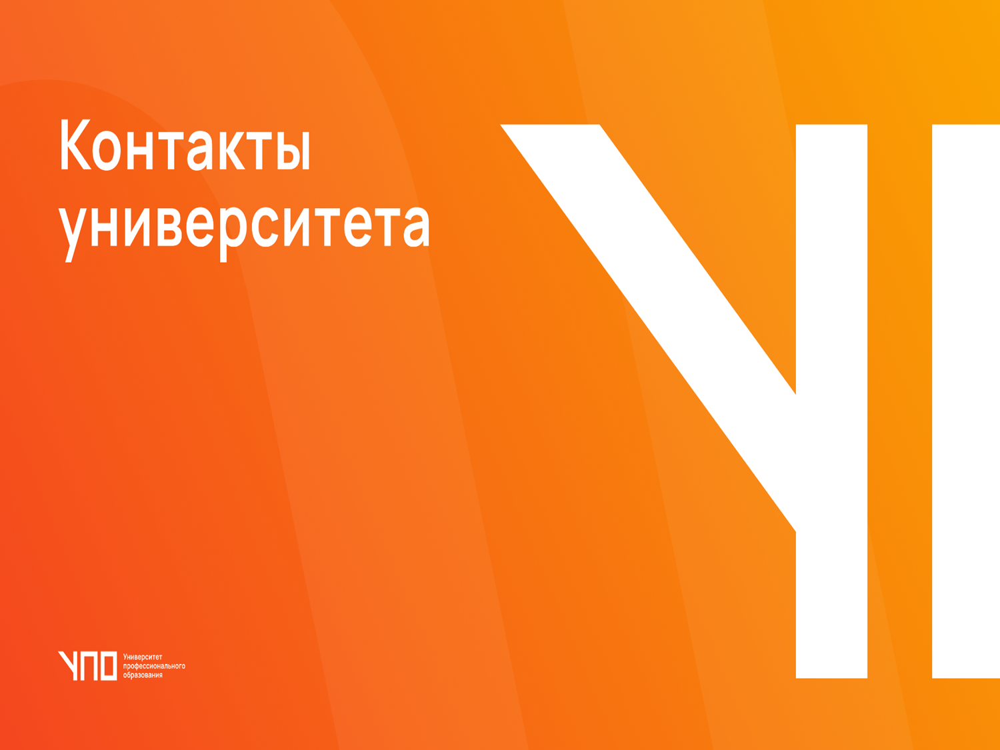 Контакты
университета
УПО
Университет
профессионального
образования